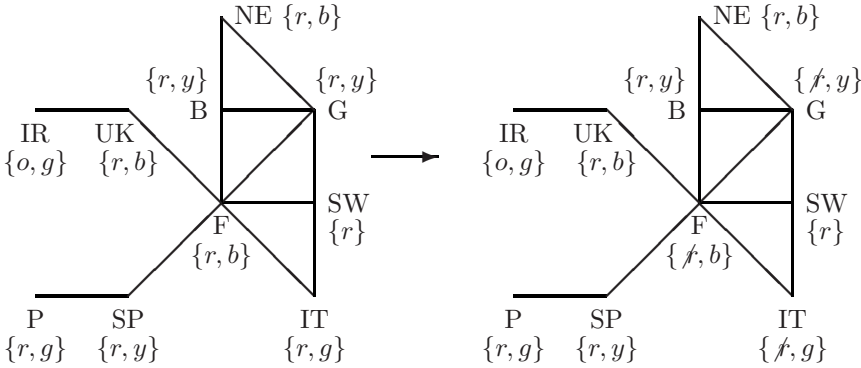 NE {r, b}
{r, y}
{r, y}
B
G
IR
UK
{o, g}
{r, b}
SW
{r}
F
{r, b}
P
SP
IT
{r, g}
{r, y}
{r, g}
NE {r, b}
{r, y}
{r̸, y}
B
G
IR
UK
{o, g}
{r, b}
SW
{r}
F
{r̸, b}
P
SP
IT
{r, g}
{r, y}
{r̸, g}